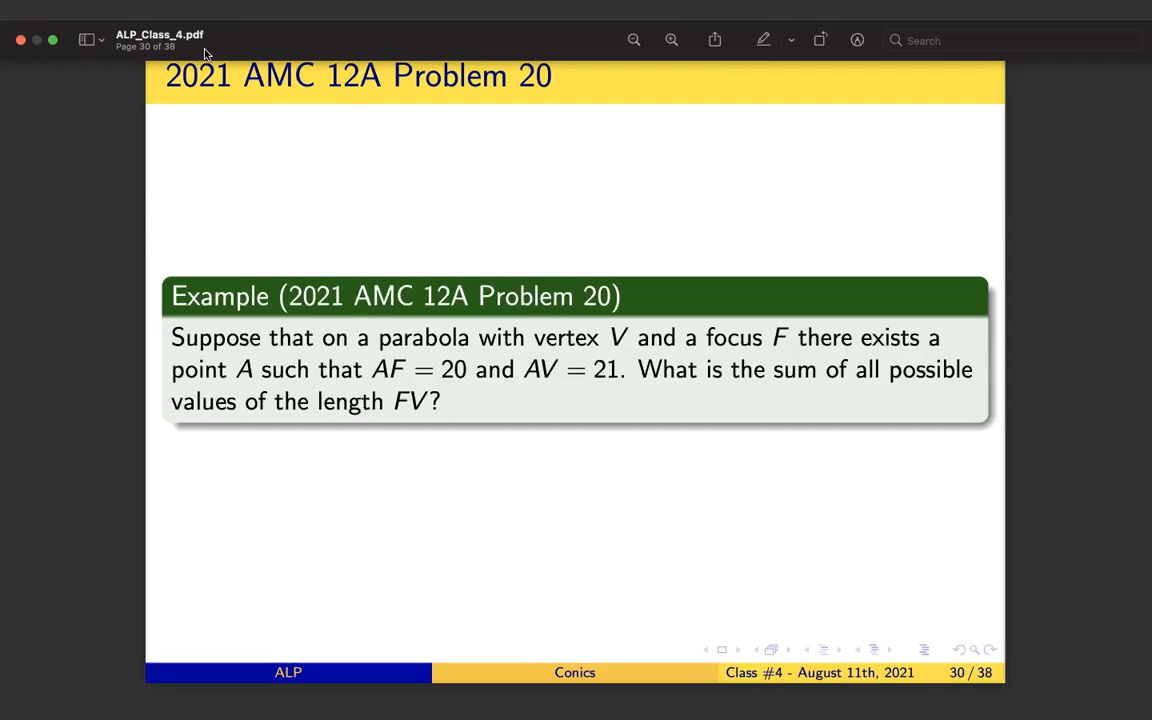 ALP_Class_4.pdf
Page 30 of 38
Search
2021 AMC 12A Problem 20
Example (2021 AMC 12A Problem 20)
Suppose that on a parabola with vertex V and a focus F there exists a
point A such that AF = 20 and AV = 21. What is the sum of all possible
values of the length FV?
ALP
Conics
Class #4 - August 11th, 2021
30 / 38